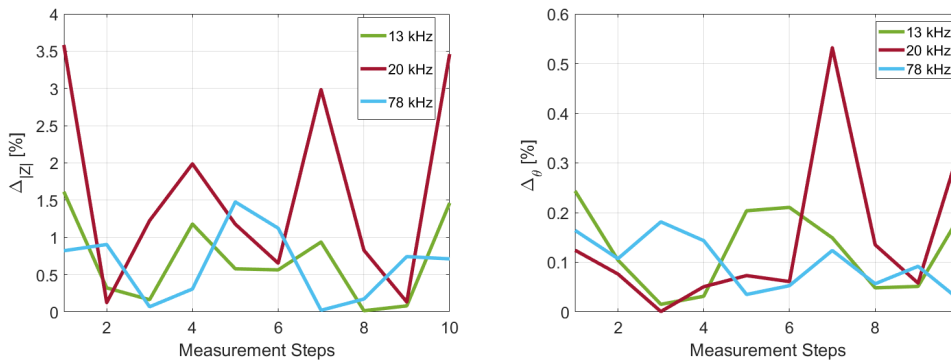 4
3.5
3
2.5
2
1.5
1
0.5
0
Δ|Z| [%]
13 kHz
20 kHz
78 kHz
2 4 6 8 10
Measurement Steps
0.6
0.5
0.4
0.3
0.2
0.1
0
Δθ [%]
13 kHz
20 kHz
78 kHz
2 4 6 8
Measurement Steps